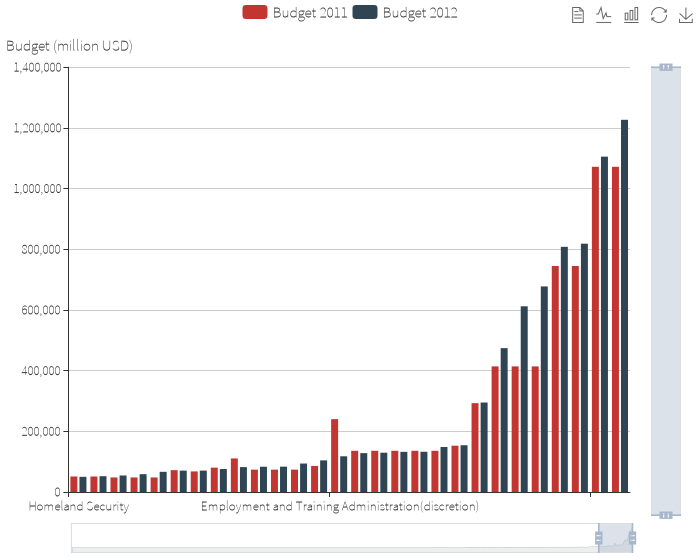 Budget 2011 Budget 2012
Budget (million USD)
1,400,000
1,200,000
1,000,000
800,000
600,000
400,000
200,000
0
Homeland Security Employment and Training Administration(discretion)